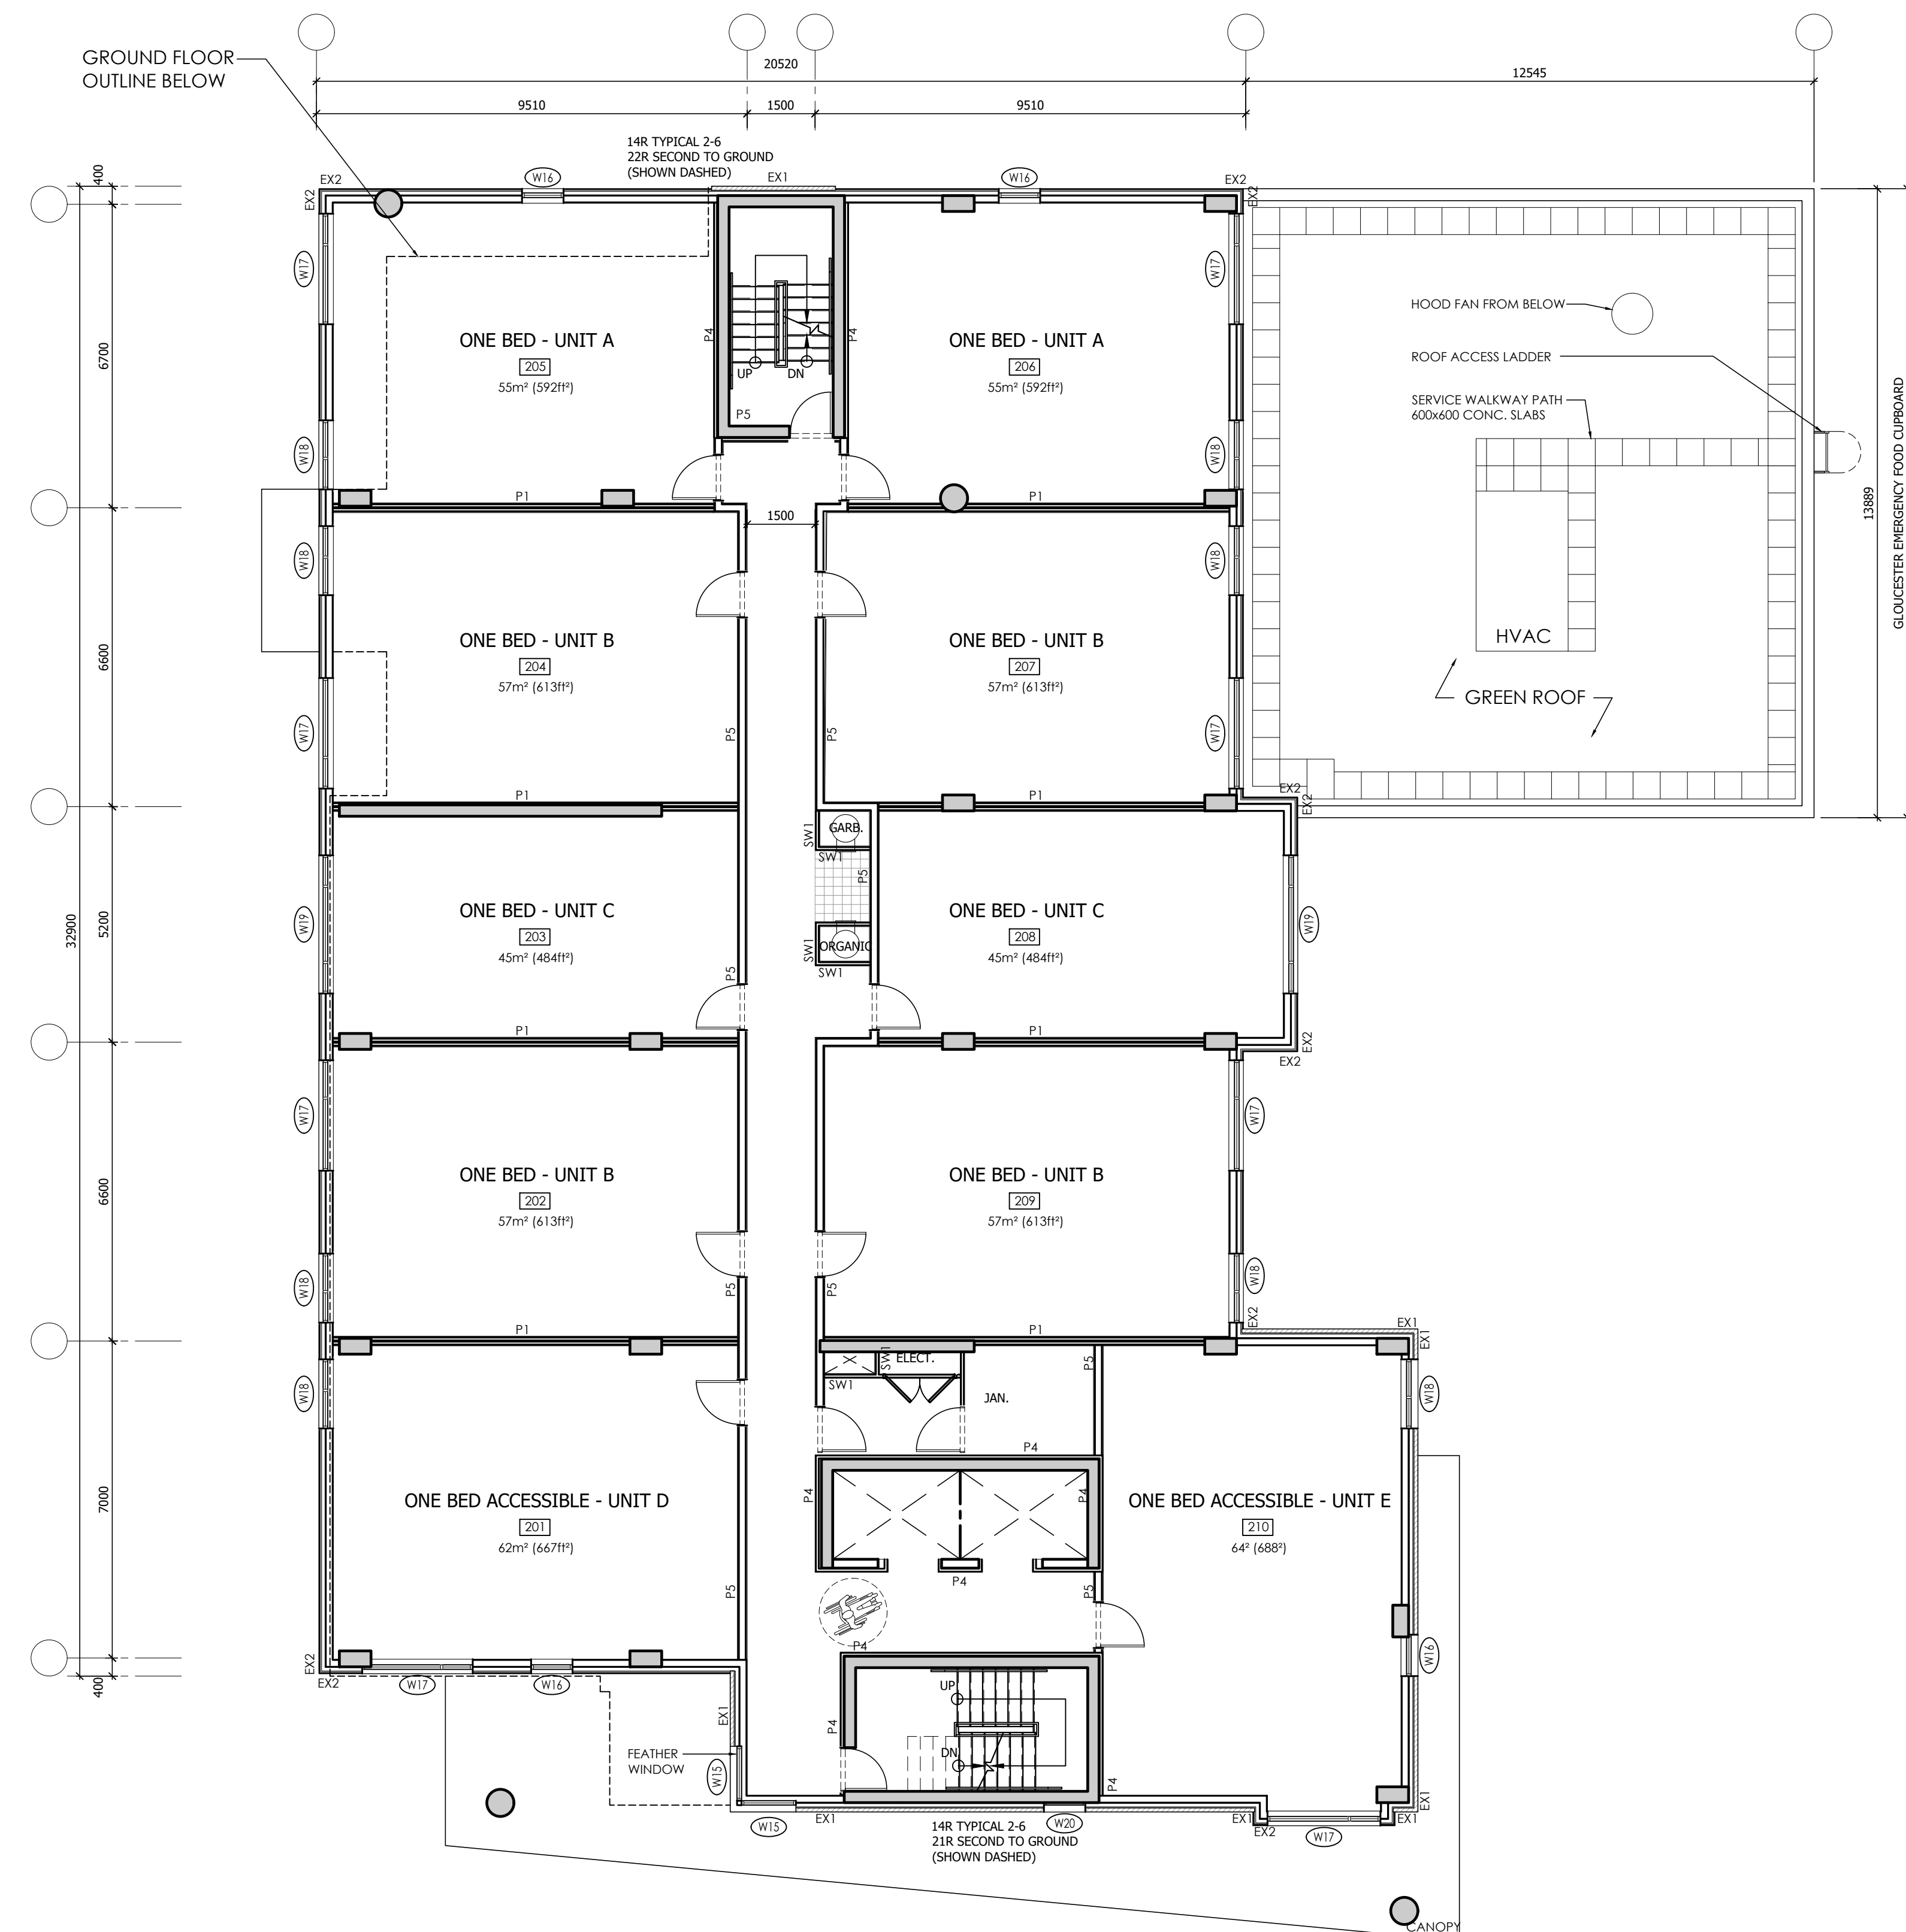 GROUND FLOOR
OUTLINE BELOW
20520
12545
9510
1500
9510
14R TYPICAL 2-6
22R SECOND TO GROUND
(SHOWN DASHED)
EX1
EX2
EX2
W16
W16
EX2
EX2
400
W17
W17
6700
P4
P4
ONE BED - UNIT A
205
55m² (592ft²)
ONE BED - UNIT A
206
55m² (592ft²)
UP
DN
P5
HOOD FAN FROM BELOW
ROOF ACCESS LADDER
SERVICE WALKWAY PATH
600x600 CONC. SLABS
GLOUCESTER EMERGENCY FOOD CUPBOARD
13889
W18
W18
P1
P1
1500
W18
W18
6600
ONE BED - UNIT B
204
57m² (613ft²)
ONE BED - UNIT B
207
57m² (613ft²)
HVAC
GREEN ROOF
W17
P5
P5
W17
P1
P1
EX2
EX2
GARB.
SW1
SW1
P5
32900
5200
W19
ONE BED - UNIT C
203
45m² (484ft²)
ONE BED - UNIT C
208
45m² (484ft²)
W19
SW1
ORGANIC
SW1
P5
P1
P1
EX2
EX2
W17
W17
6600
ONE BED - UNIT B
202
57m² (613ft²)
ONE BED - UNIT B
209
57m² (613ft²)
W18
P5
P5
W18
EX2
P1
P1
EX1
EX1
SW1
ELECT.
SW1
P5
JAN.
W18
W18
P4
7000
ONE BED ACCESSIBLE - UNIT D
201
62m² (667ft²)
P4
P4
ONE BED ACCESSIBLE - UNIT E
210
64² (688²)
P4
P5
P5
P4
W16
EX2
EX2
400
W17
W16
EX1
UP
P4
DN
FEATHER
WINDOW
W15
P4
EX1
W15
EX1
W20
EX1
EX2
W17
EX1
14R TYPICAL 2-6
21R SECOND TO GROUND
(SHOWN DASHED)
CANOPY